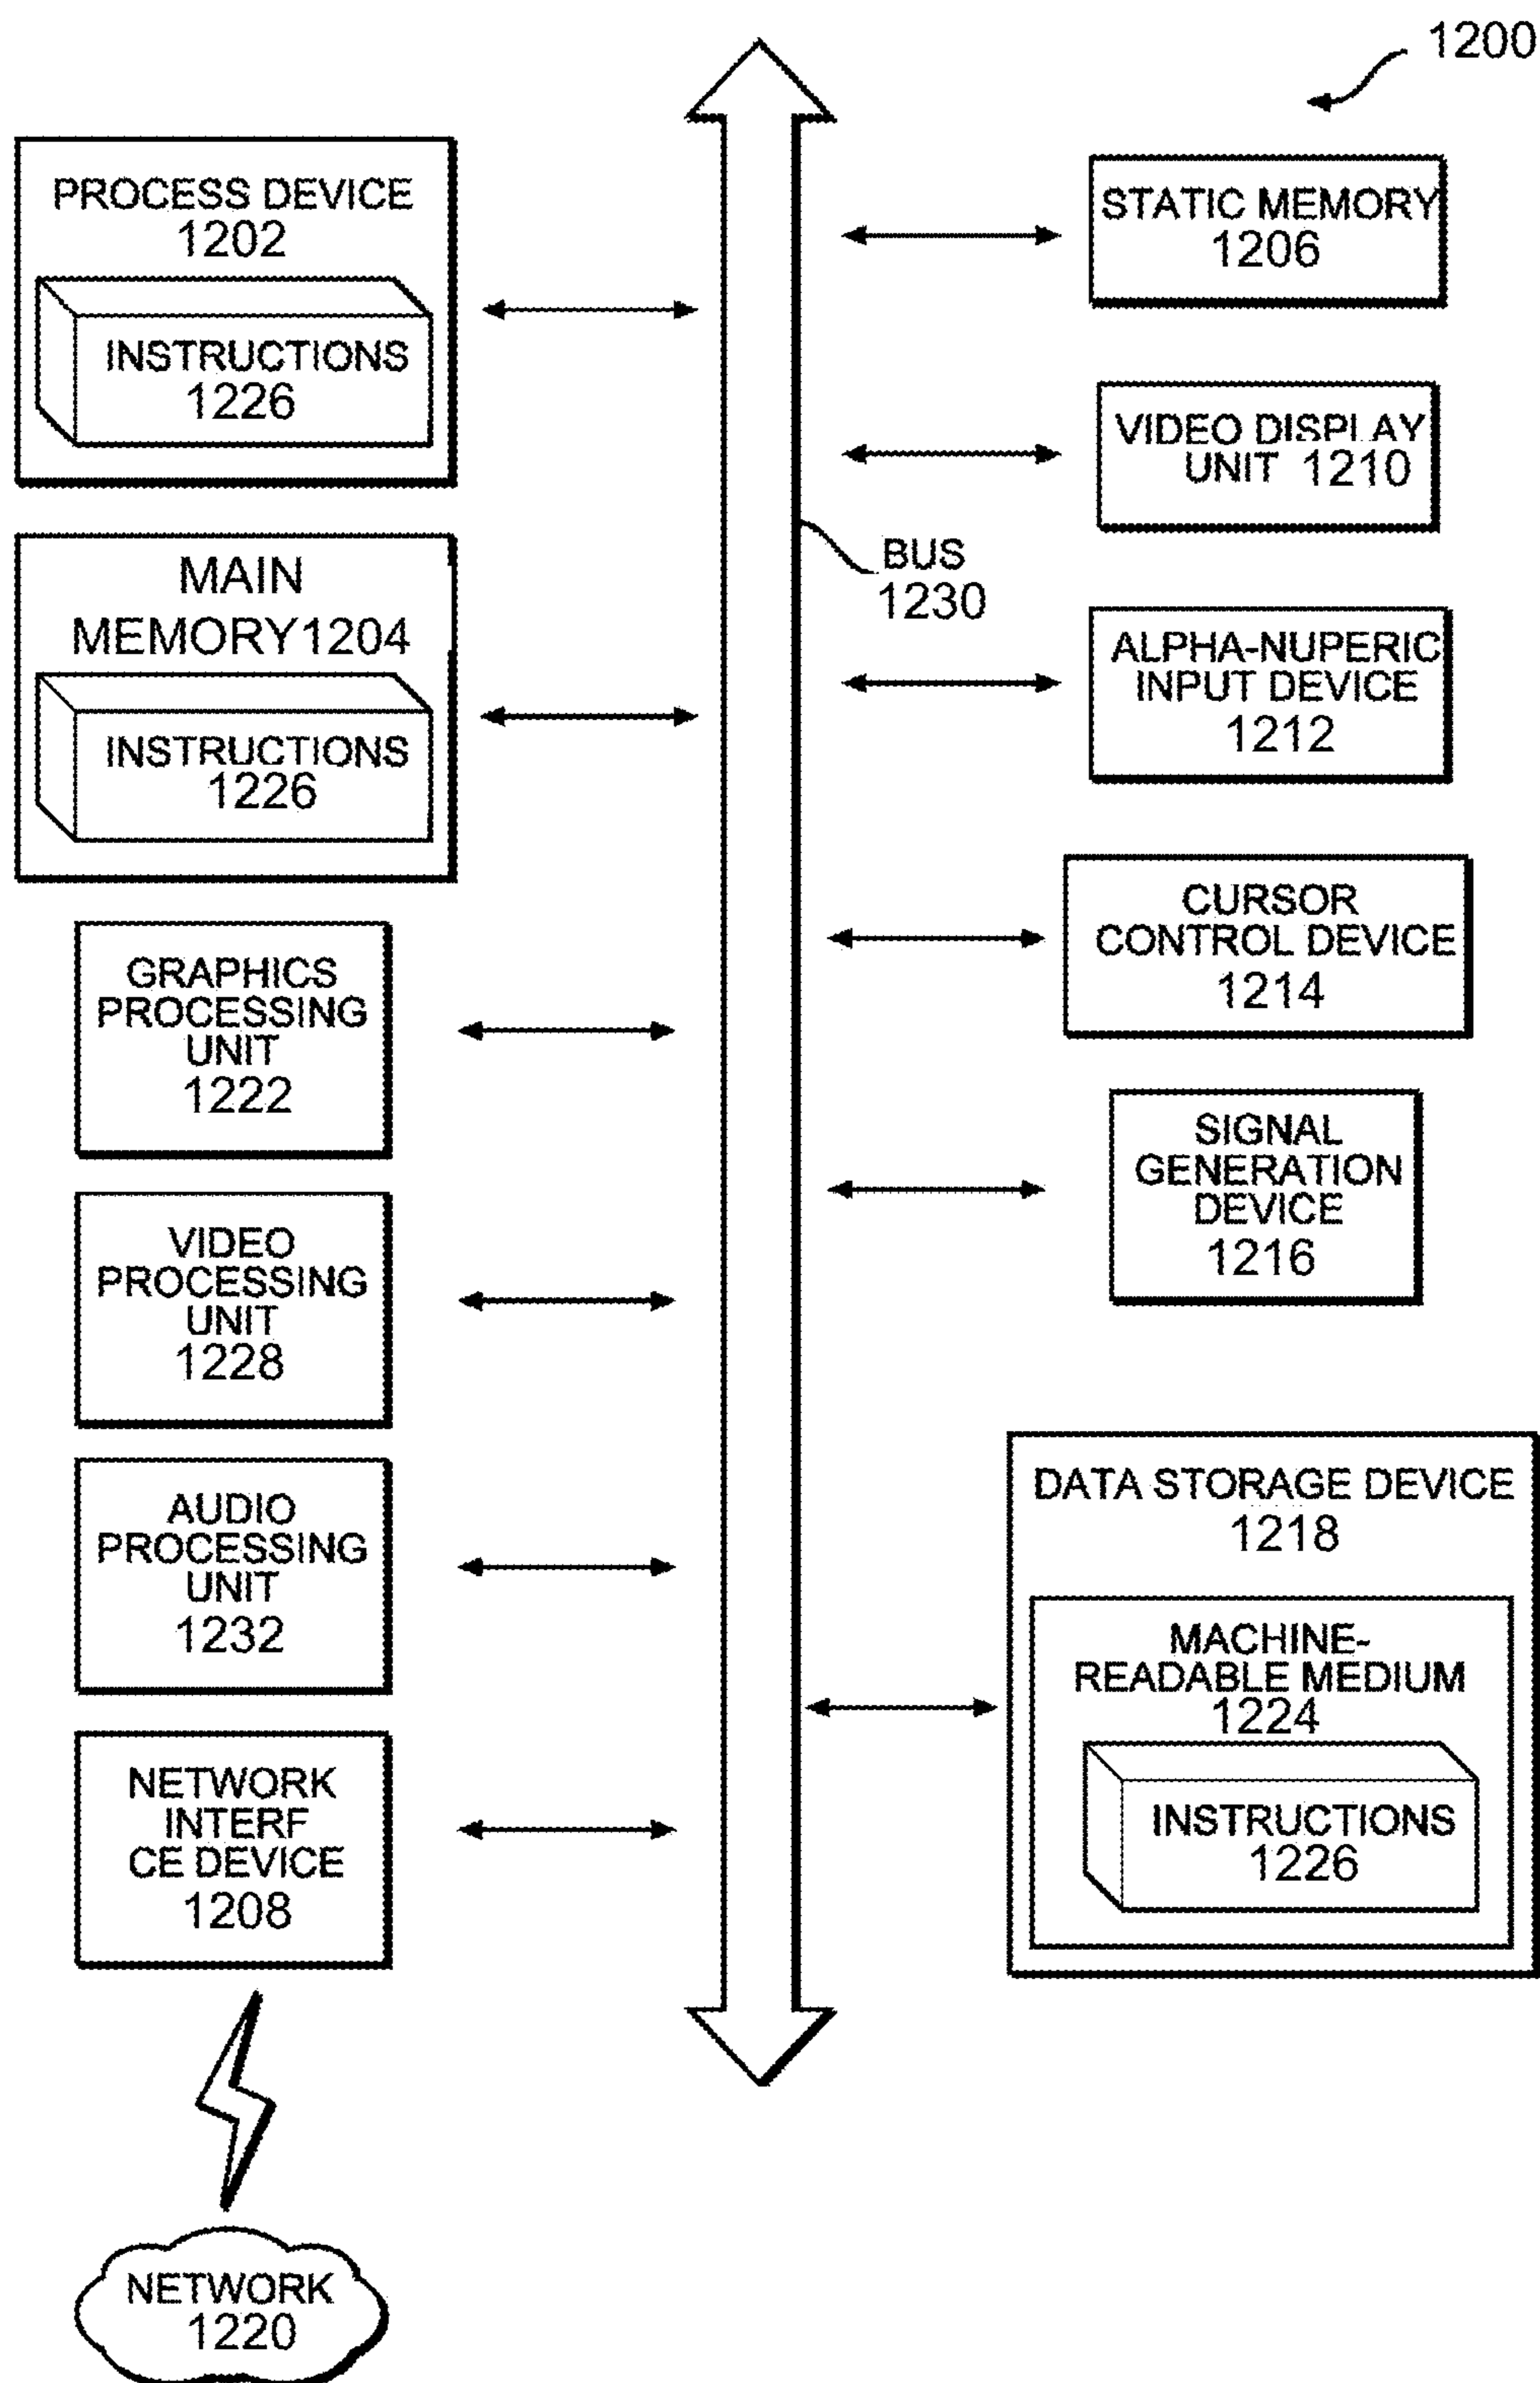 1200
PROCESS DEVICE
1202
INSTRUCTIONS
1226
MAIN
MEMORY1204
INSTRUCTIONS
1226
GRAPHICS
PROCESSING
UNIT
1222
VIDEO
PROCESSING
UNIT
1228
AUDIO
PROCESSING
UNIT
1232
NETWORK
INTERF
CE DEVICE
1208
NETWORK
1220
BUS
1230
STATIC MEMORY
1206
VIDEO DISPLAY
UNIT 1210
ALPHA-NUPERIC
INPUT DEVICE
1212
CURSOR
CONTROL DEVICE
1214
SIGNAL
GENERATION
DEVICE
1216
DATA STORAGE DEVICE
1218
MACHINE-
READABLE MEDIUM
1224
INSTRUCTIONS
1226